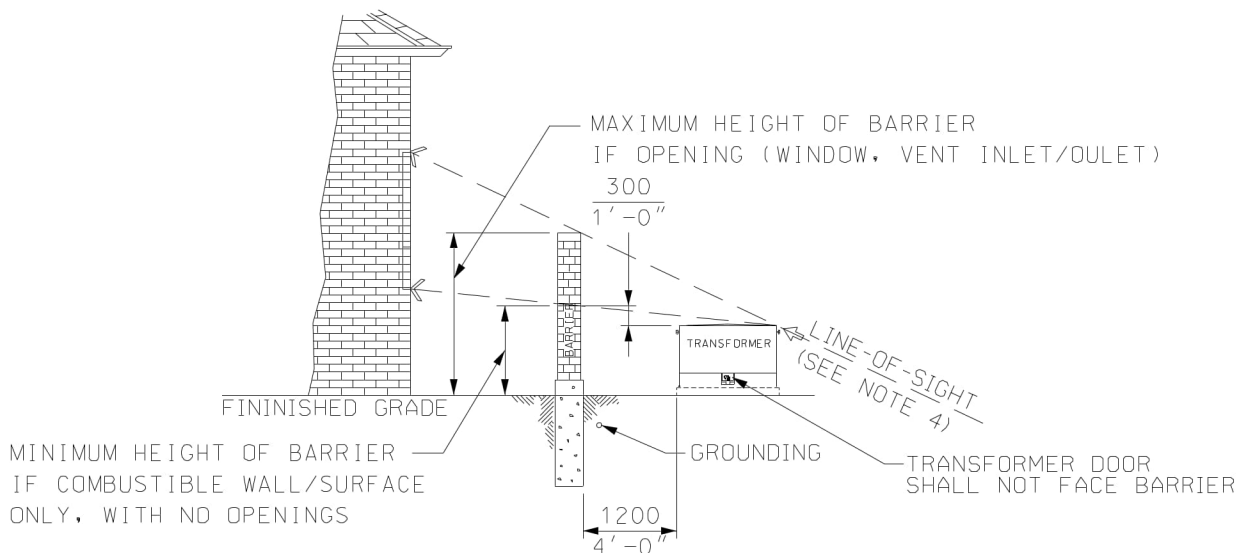 MAXIMUM HEIGHT OF BARRIER
IF OPENING (WINDOW, VENT INLET/OULET)
300
1'-0"
BARRIER
TRANSFORMER
LINE-OF-SIGHT
(SEE NOTE 4)
FININISHED GRADE
MINIMUM HEIGHT OF BARRIER
IF COMBUSTIBLE WALL/SURFACE
ONLY, WITH NO OPENINGS
GROUNDING
TRANSFORMER DOOR
SHALL NOT FACE BARRIER
1200
4'-0"